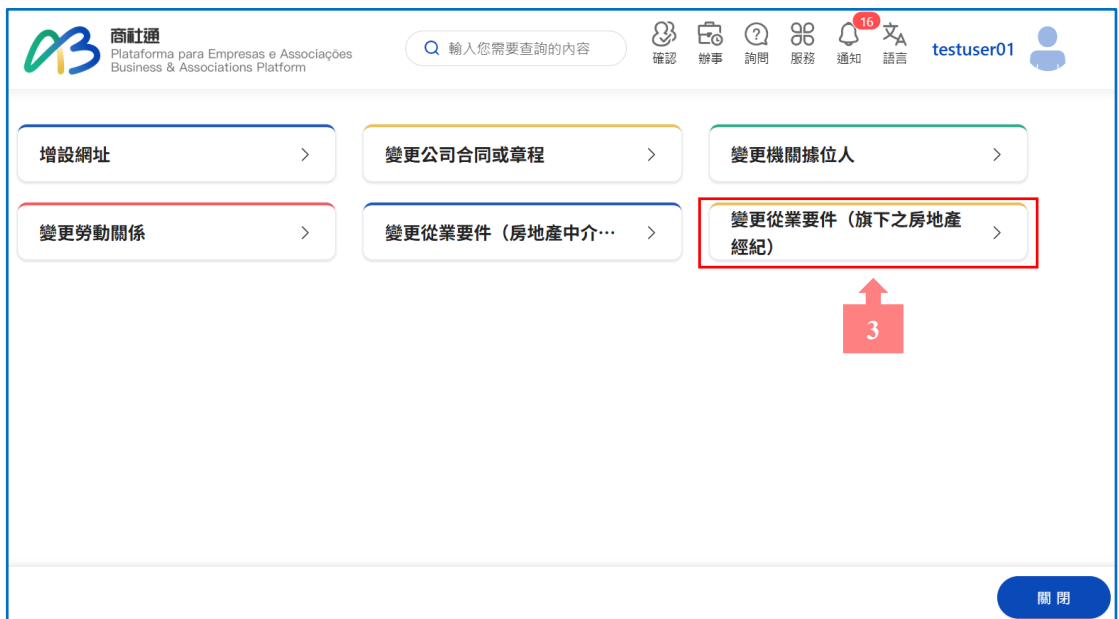 商社通
Plataforma para Empresas e Associações
Business & Associations Platform
輸入您需要查詢的內容
確認
辦事
詢問
服務
16
通知
語言
testuser01
增設網址
變更公司合同或章程
變更機關據位人
變更勞動關係
變更從業要件（房地產中介⋯
變更從業要件（旗下之房地產
經紀）
3
關閉